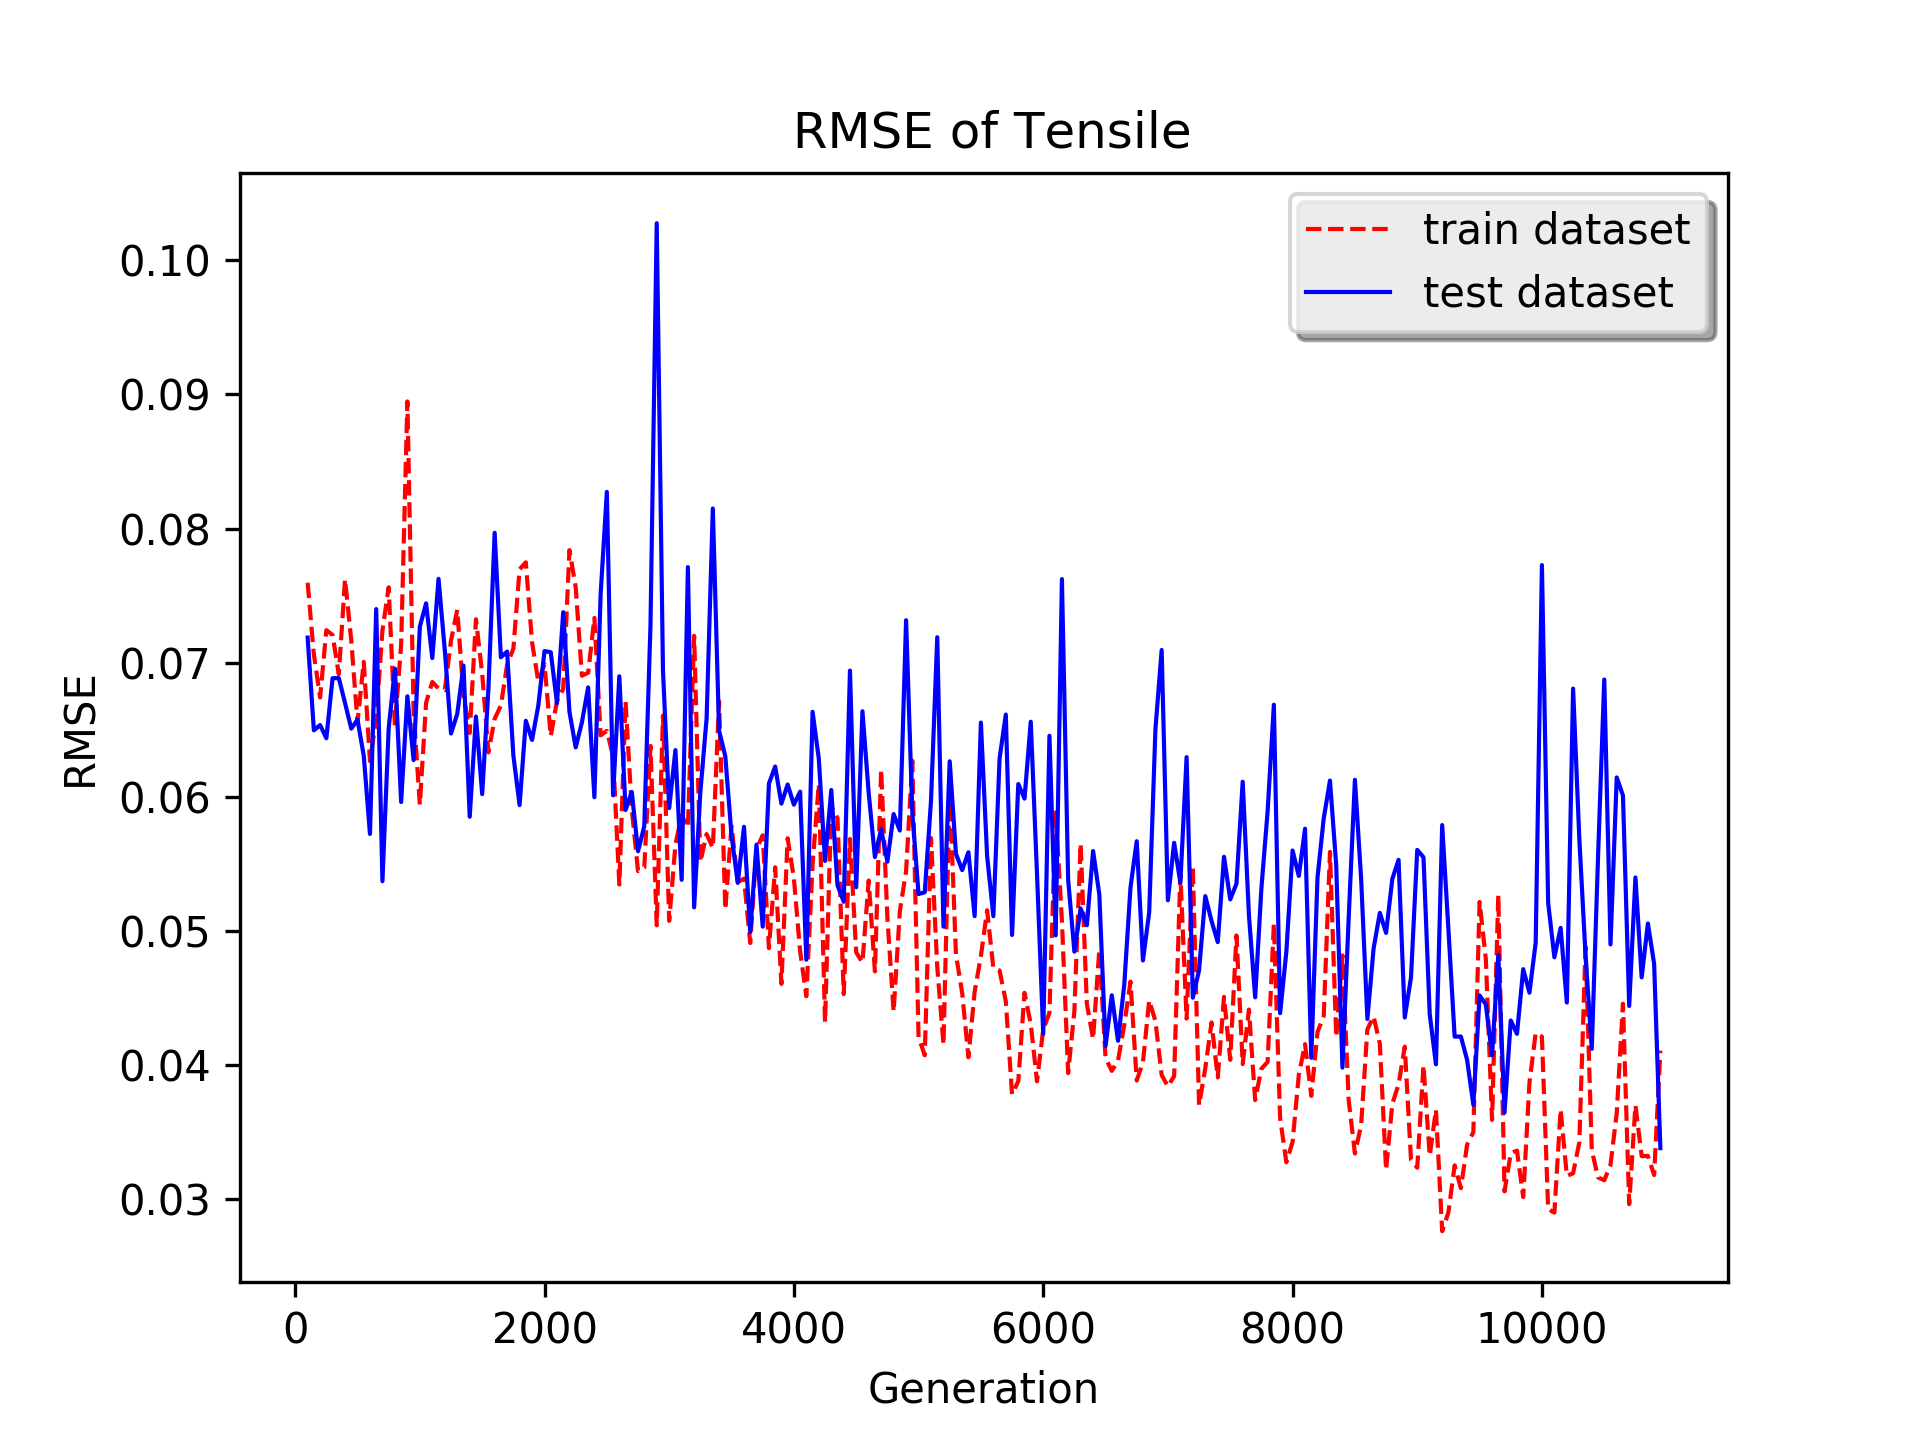 RMSE of Tensile
train dataset
test dataset
RMSE
0.10
0.09
0.08
0.07
0.06
0.05
0.04
0.03
0 2000 4000 6000 8000 10000
Generation